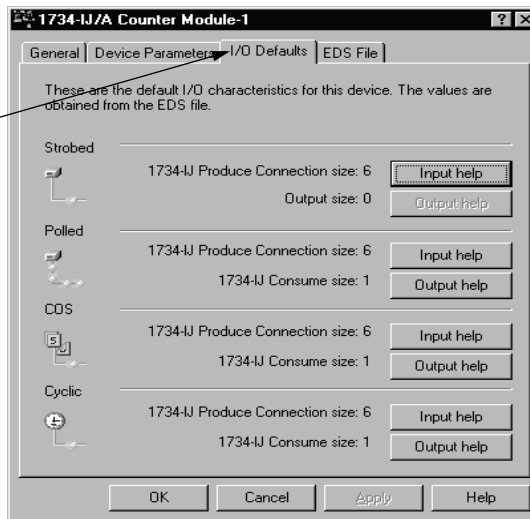 1734-IJ/A Counter Module-1
General
Device Parameters
I/O Defaults
EDS File
These are the default I/O characteristics for this device. The values are
obtained from the EDS file.
Strobed
1734-IJ Produce Connection size: 6
Input help
Output size: 0
Output help
Polled
1734-IJ Produce Connection size: 6
Input help
1734-IJ Consume size: 1
Output help
COS
1734-IJ Produce Connection size: 6
Input help
1734-IJ Consume size: 1
Output help
Cyclic
1734-IJ Produce Connection size: 6
Input help
1734-IJ Consume size: 1
Output help
OK
Cancel
Apply
Help